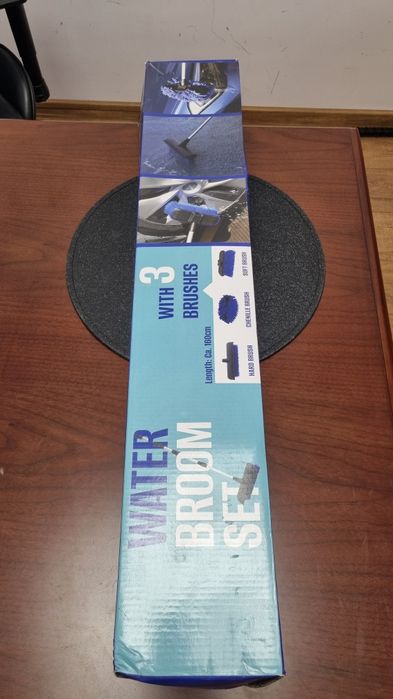 WATER
BROOM
SET
WITH 3
BRUSHES
Length: Ca. 160cm
HARD BRUSH
CHENILLE BRUSH
SOFT BRUSH